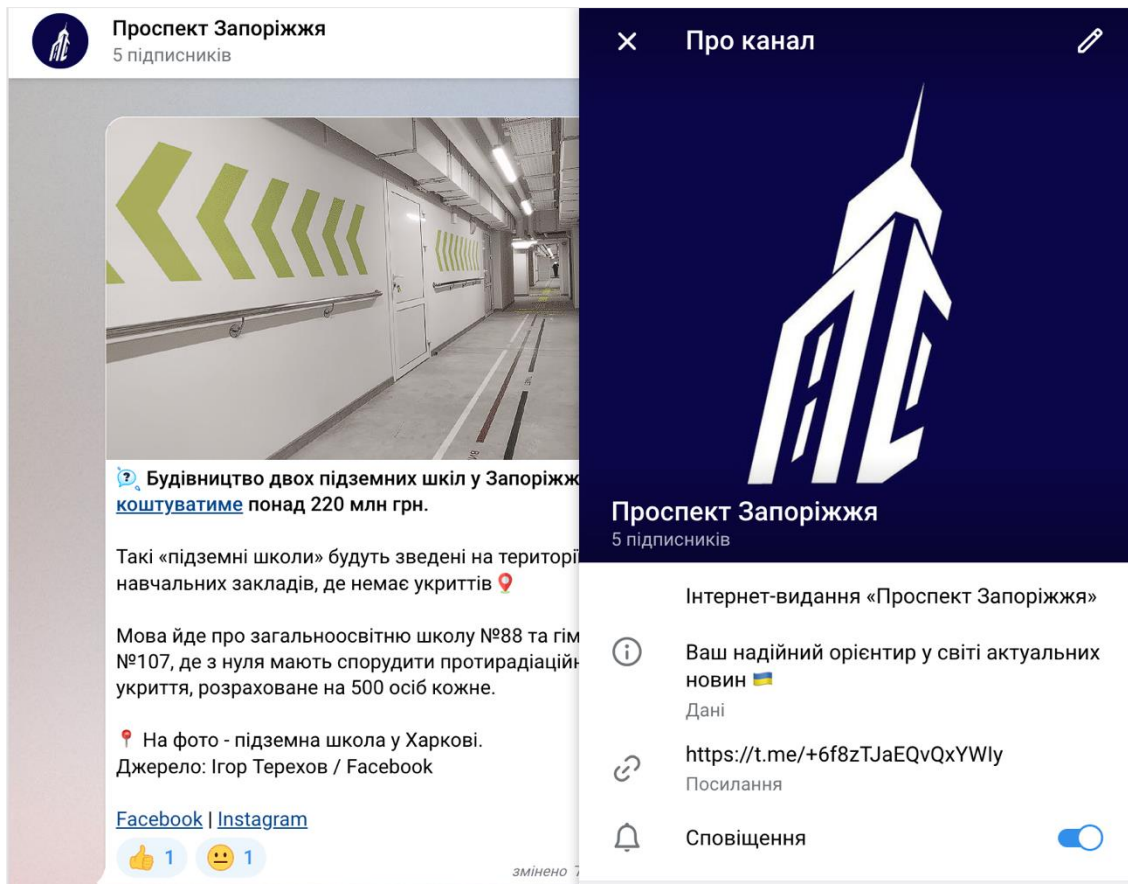 Проспект Запоріжжя
5 підписників
Будівництво двох підземних шкіл у Запоріжж
коштуватиме понад 220 млн грн.
Такі «підземні школи» будуть зведені на території
навчальних закладів, де немає укриттів
Мова йде про загальноосвітню школу №88 та гім
№107, де з нуля мають спорудити протирадіаційн
укриття, розраховане на 500 осіб кожне.
На фото - підземна школа у Харкові.
Джерело: Ігор Терехов / Facebook
Facebook | Instagram
👍 1 😐 1
змінено 7
Про канал
Проспект Запоріжжя
5 підписників
Інтернет-видання «Проспект Запоріжжя»
Ваш надійний орієнтир у світі актуальних
новин 🇺🇦
Дані
https://t.me/+6f8zTJaEQvQxYWIy
Посилання
Сповіщення